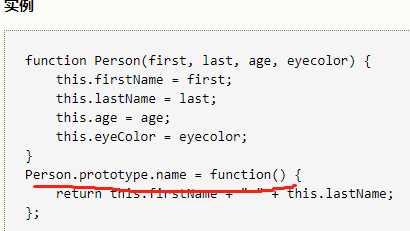 实例
function Person(first, last, age, eyecolor) {
    this.firstName = first;
    this.lastName = last;
    this.age = age;
    this.eyeColor = eyecolor;
}
Person.prototype.name = function() {
    return this.firstName + " " + this.lastName;
};